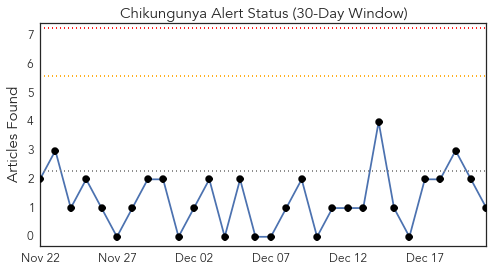 Chikungunya Alert Status (30-Day Window)
Articles Found
7
6
5
4
3
2
1
0
Nov 22 Nov 27 Dec 02 Dec 07 Dec 12 Dec 17